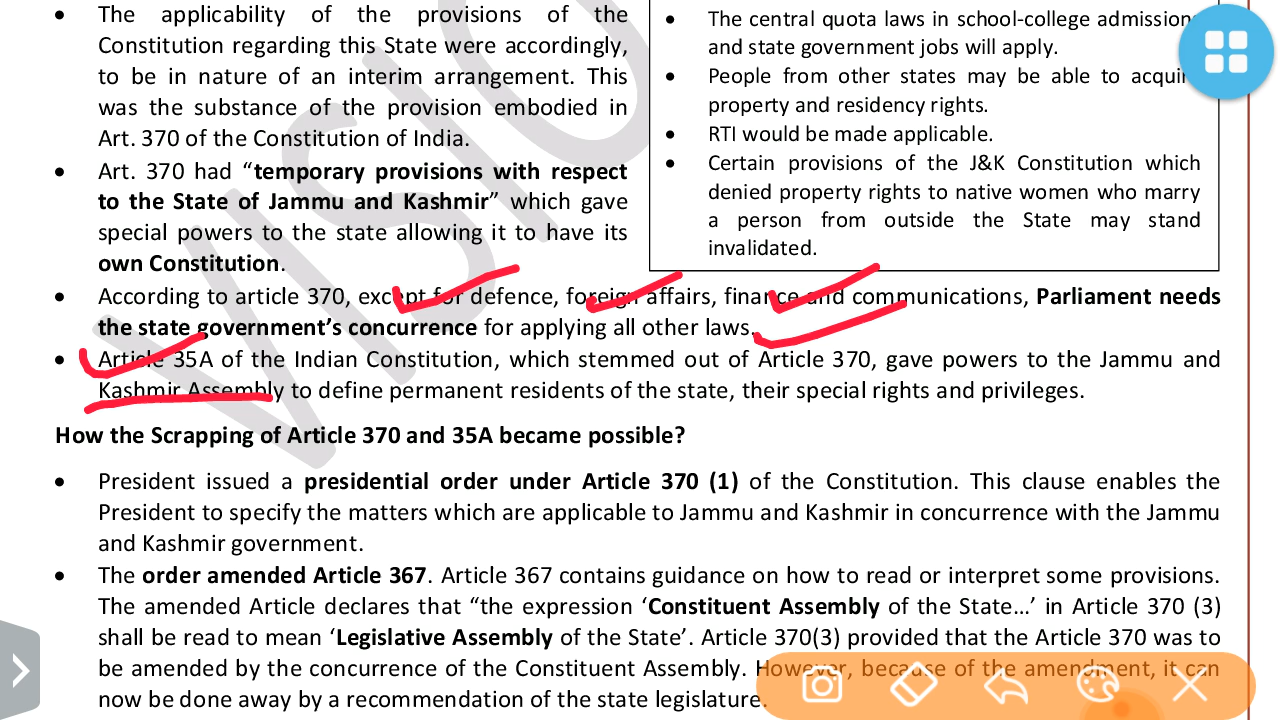 • The applicability of the provisions of the
Constitution regarding this State were accordingly,
to be in nature of an interim arrangement. This
was the substance of the provision embodied in
Art. 370 of the Constitution of India.
• Art. 370 had “temporary provisions with respect
to the State of Jammu and Kashmir” which gave
special powers to the state allowing it to have its
own Constitution.
• The central quota laws in school-college admission
and state government jobs will apply.
• People from other states may be able to acquire
property and residency rights.
• RTI would be made applicable.
• Certain provisions of the J&K Constitution which
denied property rights to native women who marry
a person from outside the State may stand
invalidated.
• According to article 370, except for defence, foreign affairs, finance and communications, Parliament needs
the state government’s concurrence for applying all other laws.
• Article 35A of the Indian Constitution, which stemmed out of Article 370, gave powers to the Jammu and
Kashmir Assembly to define permanent residents of the state, their special rights and privileges.
How the Scrapping of Article 370 and 35A became possible?
• President issued a presidential order under Article 370 (1) of the Constitution. This clause enables the
President to specify the matters which are applicable to Jammu and Kashmir in concurrence with the Jammu
and Kashmir government.
• The order amended Article 367. Article 367 contains guidance on how to read or interpret some provisions.
The amended Article declares that “the expression ‘Constituent Assembly of the State…’ in Article 370 (3)
shall be read to mean ‘Legislative Assembly of the State’. Article 370(3) provided that the Article 370 was to
be amended by the concurrence of the Constituent Assembly. However, because of the amendment, it can
now be done away by a recommendation of the state legislature.
VISIO